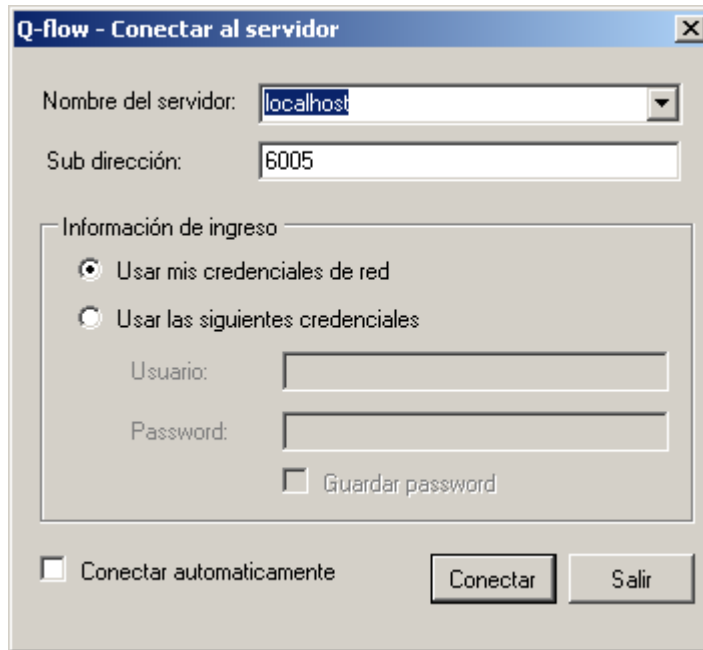 Q-flow - Conectar al servidor
Nombre del servidor: localhost
Sub dirección: 6005
Información de ingreso
Usar mis credenciales de red
Usar las siguientes credenciales
Usuario:
Password:
Guardar password
Conectar automaticamente Conectar Salir